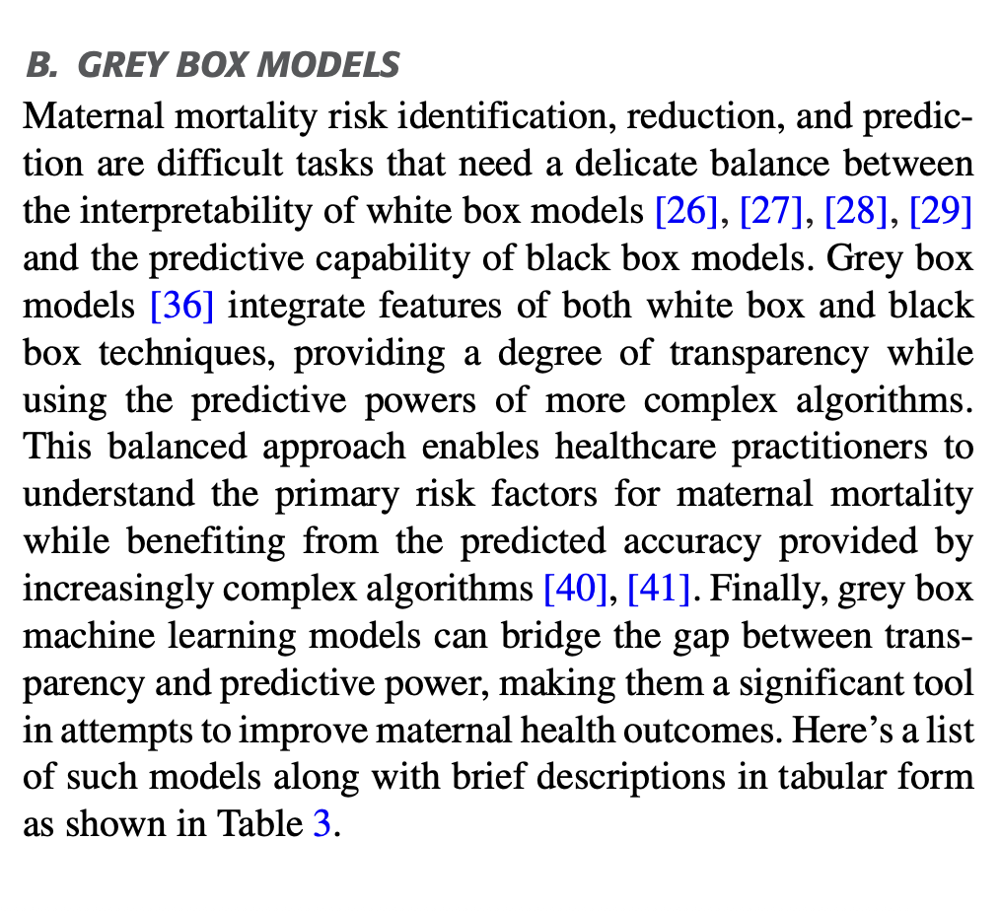 B. GREY BOX MODELS
Maternal mortality risk identification, reduction, and predic-
tion are difficult tasks that need a delicate balance between
the interpretability of white box models [26], [27], [28], [29]
and the predictive capability of black box models. Grey box
models [36] integrate features of both white box and black
box techniques, providing a degree of transparency while
using the predictive powers of more complex algorithms.
This balanced approach enables healthcare practitioners to
understand the primary risk factors for maternal mortality
while benefiting from the predicted accuracy provided by
increasingly complex algorithms [40], [41]. Finally, grey box
machine learning models can bridge the gap between trans-
parency and predictive power, making them a significant tool
in attempts to improve maternal health outcomes. Here’s a list
of such models along with brief descriptions in tabular form
as shown in Table 3.